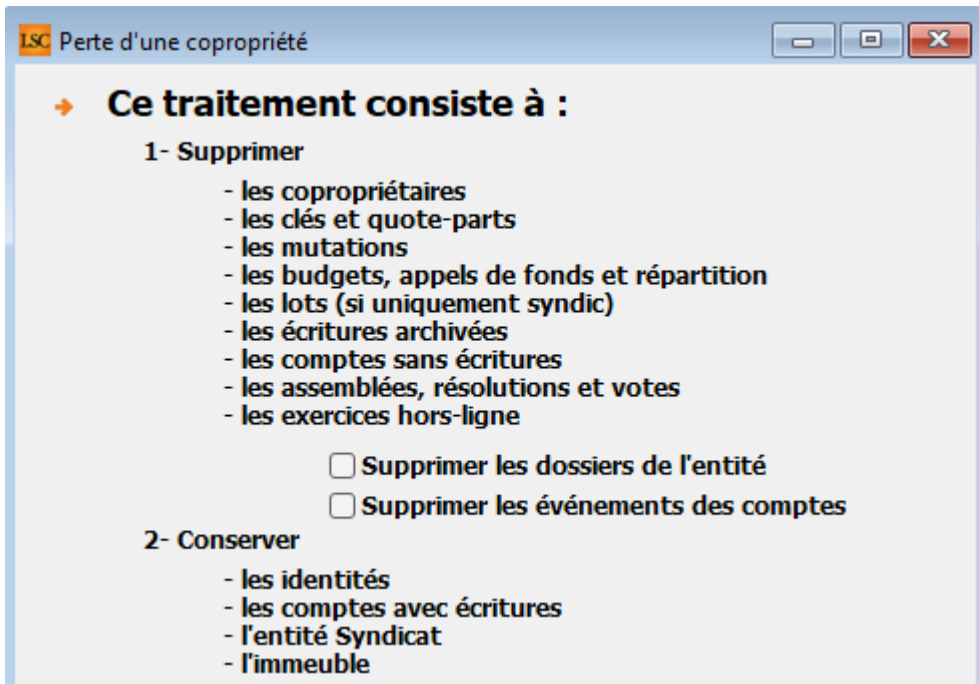 LSC Perte d'une copropriété
Ce traitement consiste à :
1- Supprimer
- les copropriétaires
- les clés et quote-parts
- les mutations
- les budgets, appels de fonds et répartition
- les lots (si uniquement syndic)
- les écritures archivées
- les comptes sans écritures
- les assemblées, résolutions et votes
- les exercices hors-ligne
Supprimer les dossiers de l'entité
Supprimer les événements des comptes
2- Conserver
- les identités
- les comptes avec écritures
- l'entité Syndicat
- l'immeuble